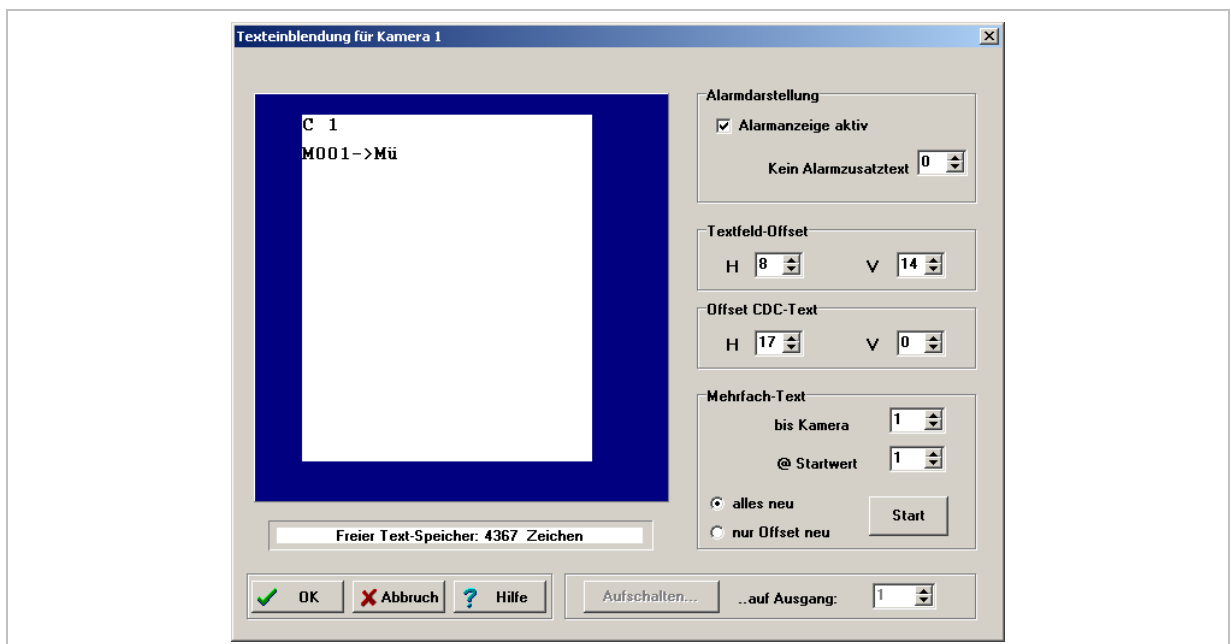 Texteinblendung für Kamera 1
C 1
M001->Mü
Freier Text-Speicher: 4367 Zeichen
Alarmdarstellung
Alarmanzeige aktiv
Kein Alarmzusatztext 0
Textfeld-Offset
H 8 V 14
Offset CDC-Text
H 17 V 0
Mehrfach-Text
bis Kamera 1
@ Startwert 1
alles neu
nur Offset neu
Start
OK Abbruch Hilfe
Aufschalten... ..auf Ausgang: 1